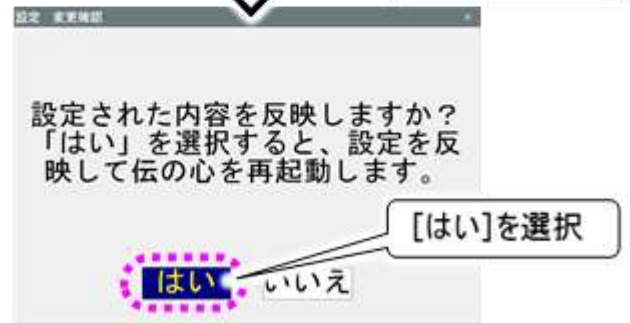 設定 変更確認
設定された内容を反映しますか?
「はい」を選択すると、設定を反
映して伝の心を再起動します。
[はい]を選択
はい いいえ